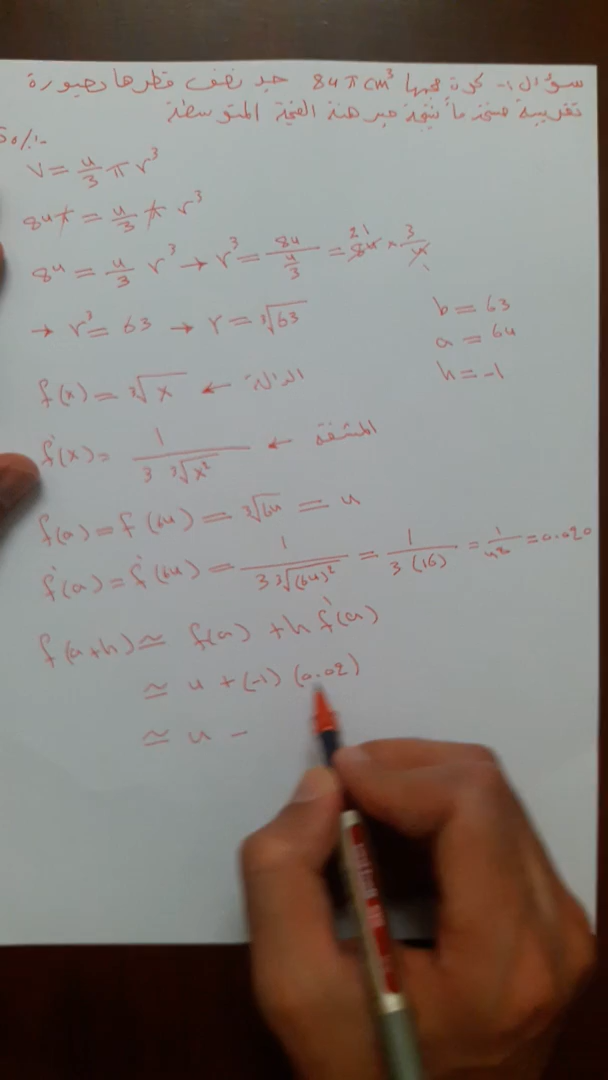 سؤال ١- كرة حجمها 84 π cm³ جد نصف قطرها بصورة
تقريبية مستخدماً نتيجة مبرهنة القيمة المتوسطة
V = 4/3 π r³
84π = 4/3 π r³
84 = 4/3 r³ → r³ = 84/(4/3) = 84 21 × 3/4 1
→ r³ = 63 → r = ∛63
b = 63
a = 64
h = -1
f(x) = ∛x ← الدالة
f'(x) = 1/(3 ∛x²) ← المشتقة
f(a) = f(64) = ∛64 = 4
f'(a) = f'(64) = 1/(3∛(64)²) = 1/(3(16)) = 1/48 = 0.020
f(a+h) ≃ f(a) + h f'(a)
≃ 4 + (-1) (0.02)
≃ 4 -